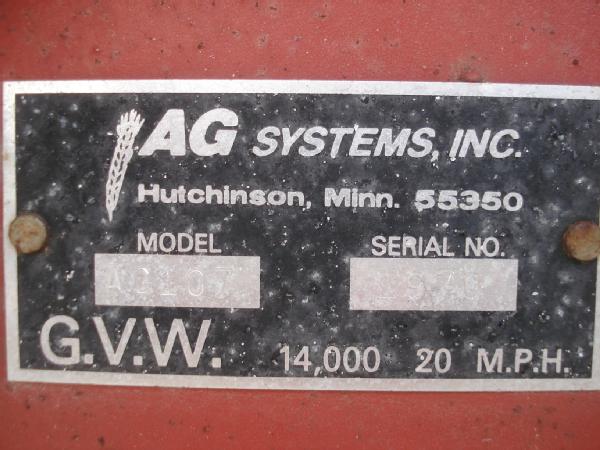 AG SYSTEMS, INC.
Hutchinson, Minn. 55350
MODEL SERIAL NO.
G.V.W. 14,000 20 M.P.H.